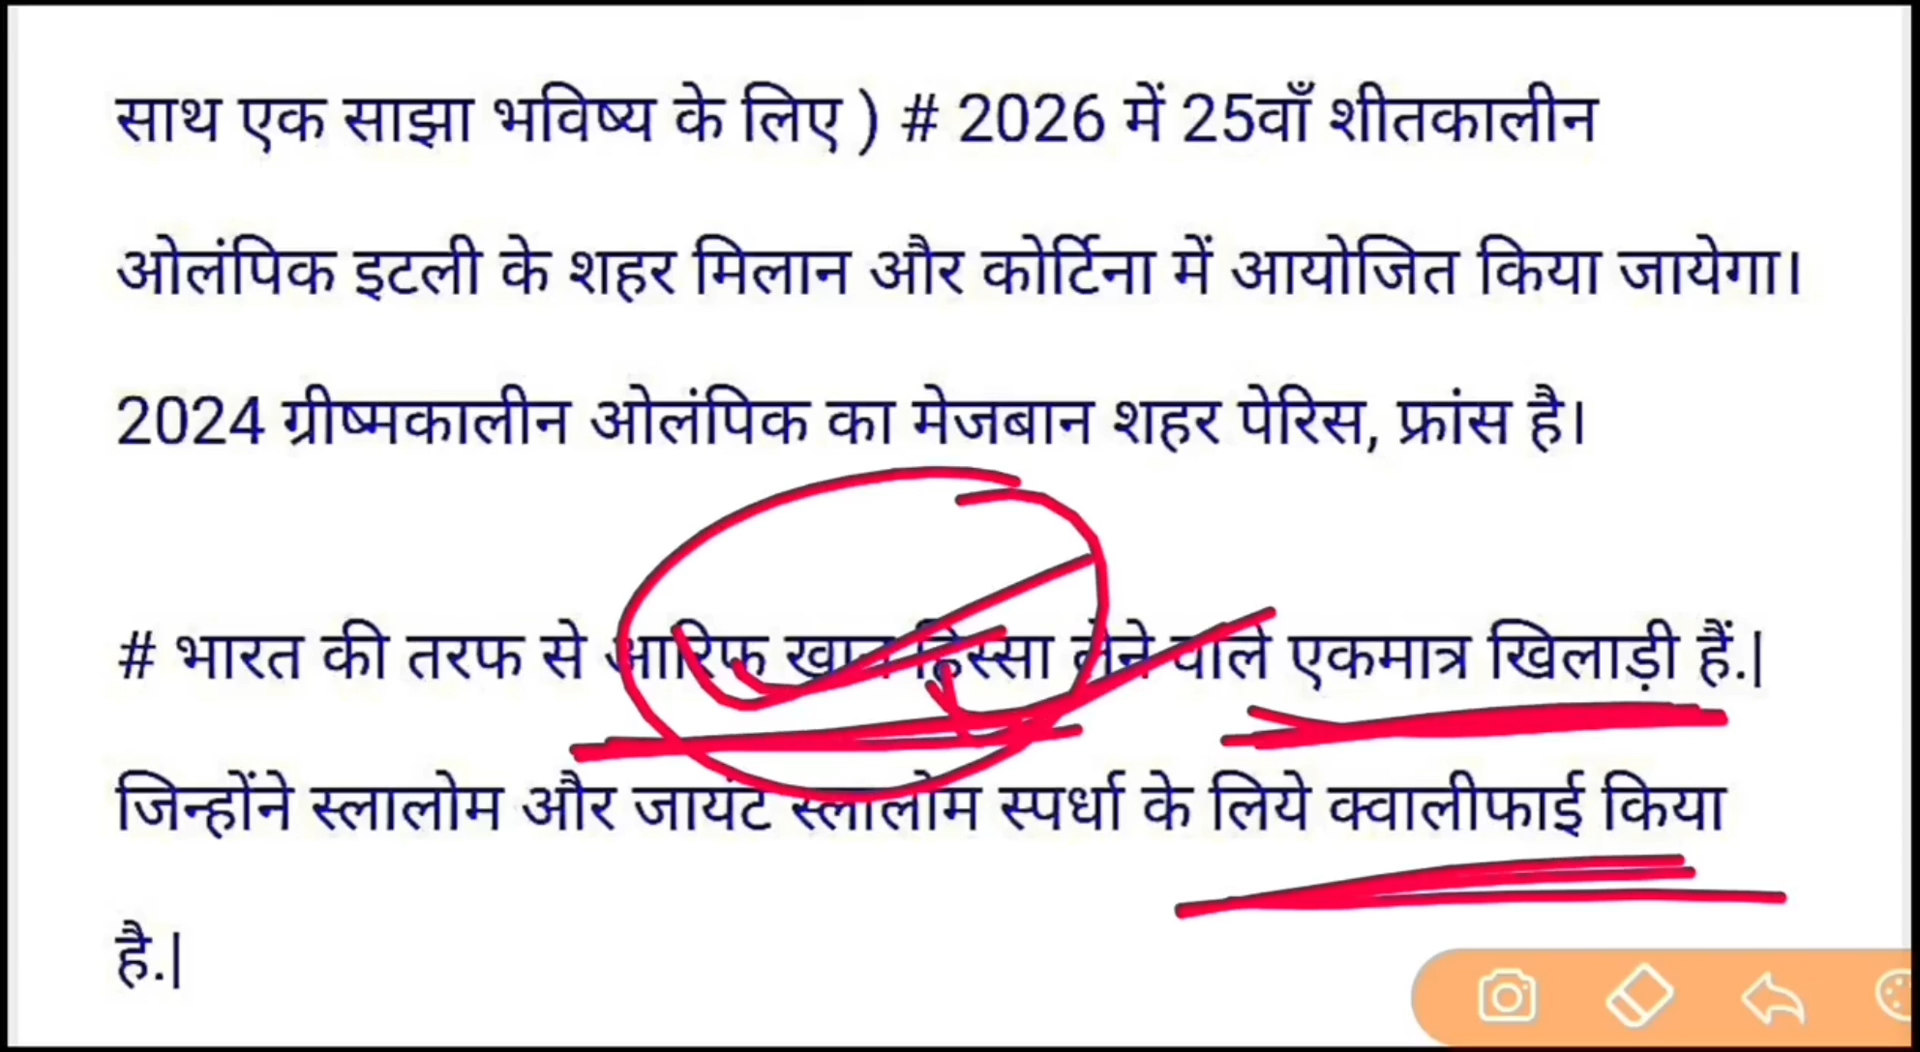 साथ एक साझा भविष्य के लिए ) # 2026 में 25वाँ शीतकालीन
ओलंपिक इटली के शहर मिलान और कोर्टिना में आयोजित किया जायेगा।
2024 ग्रीष्मकालीन ओलंपिक का मेजबान शहर पेरिस, फ्रांस है।
# भारत की तरफ से आरिफ खान हिस्सा लेने वाले एकमात्र खिलाड़ी हैं.|
जिन्होंने स्लालोम और जायंट स्लालोम स्पर्धा के लिये क्वालीफाई किया
है.|